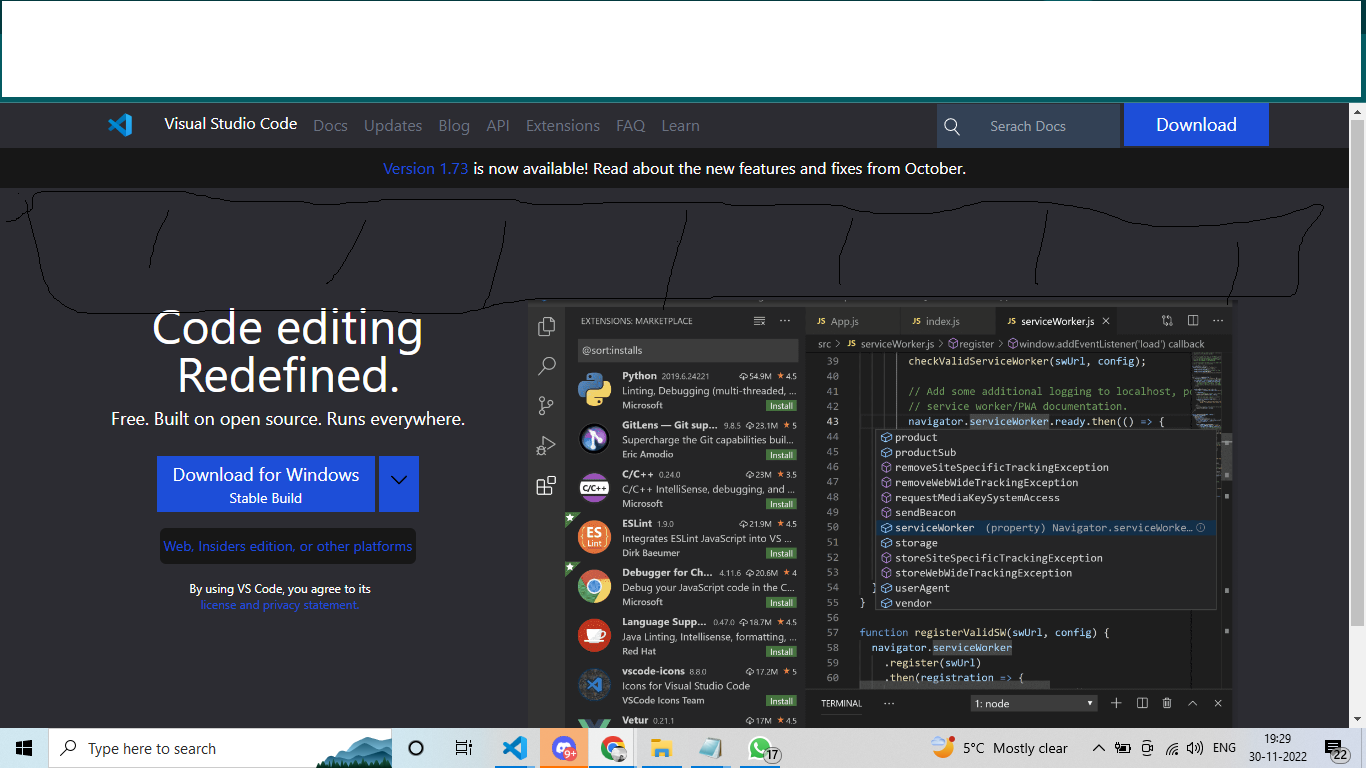 Visual Studio Code Docs Updates Blog API Extensions FAQ Learn Serach Docs Download
Version 1.73 is now available! Read about the new features and fixes from October.
Code editing
Redefined.
Free. Built on open source. Runs everywhere.
Download for Windows
Stable Build
Web, Insiders edition, or other platforms
By using VS Code, you agree to its
license and privacy statement.
EXTENSIONS: MARKETPLACE
@sort:installs
Python 2019.6.24221 54.9M 4.5
Linting, Debugging (multi-threaded, ...
Microsoft Install
GitLens — Git sup... 9.8.5 23.1M 5
Supercharge the Git capabilities buil...
Eric Amodio Install
C/C++ 0.24.0 23M 3.5
C/C++ IntelliSense, debugging, and ...
Microsoft Install
ESLint 1.9.0 21.9M 4.5
Integrates ESLint JavaScript into VS ...
Dirk Baeumer Install
Debugger for Ch... 4.11.6 20.6M 4
Debug your JavaScript code in the C...
Microsoft Install
Language Supp... 0.47.0 18.7M 4.5
Java Linting, Intellisense, formatting, ...
Red Hat Install
vscode-icons 8.8.0 17.2M 5
Icons for Visual Studio Code
VSCode Icons Team Install
Vetur 0.21.1 17M 4.5
C/C++
ES
Lint
JS App.js JS index.js JS serviceWorker.js
src > JS serviceWorker.js > register > window.addEventListener('load') callback
39 checkValidServiceWorker(swUrl, config);
40
41 // Add some additional logging to localhost, p
42 // service worker/PWA documentation.
43 navigator.serviceWorker.ready.then(() => {
44 product
45 productSub
46 removeSiteSpecificTrackingException
47 removeWebWideTrackingException
48 requestMediaKeySystemAccess
49 sendBeacon
50 serviceWorker (property) Navigator.serviceWorke...
51 storage
52 storeSiteSpecificTrackingException
53 storeWebWideTrackingException
54 } userAgent
55 } vendor
56
57 function registerValidSW(swUrl, config) {
58 navigator.serviceWorker
59 .register(swUrl)
60 .then(registration => {
TERMINAL ... 1: node
Type here to search 9+ 17 5°C Mostly clear ENG 19:29
30-11-2022 22